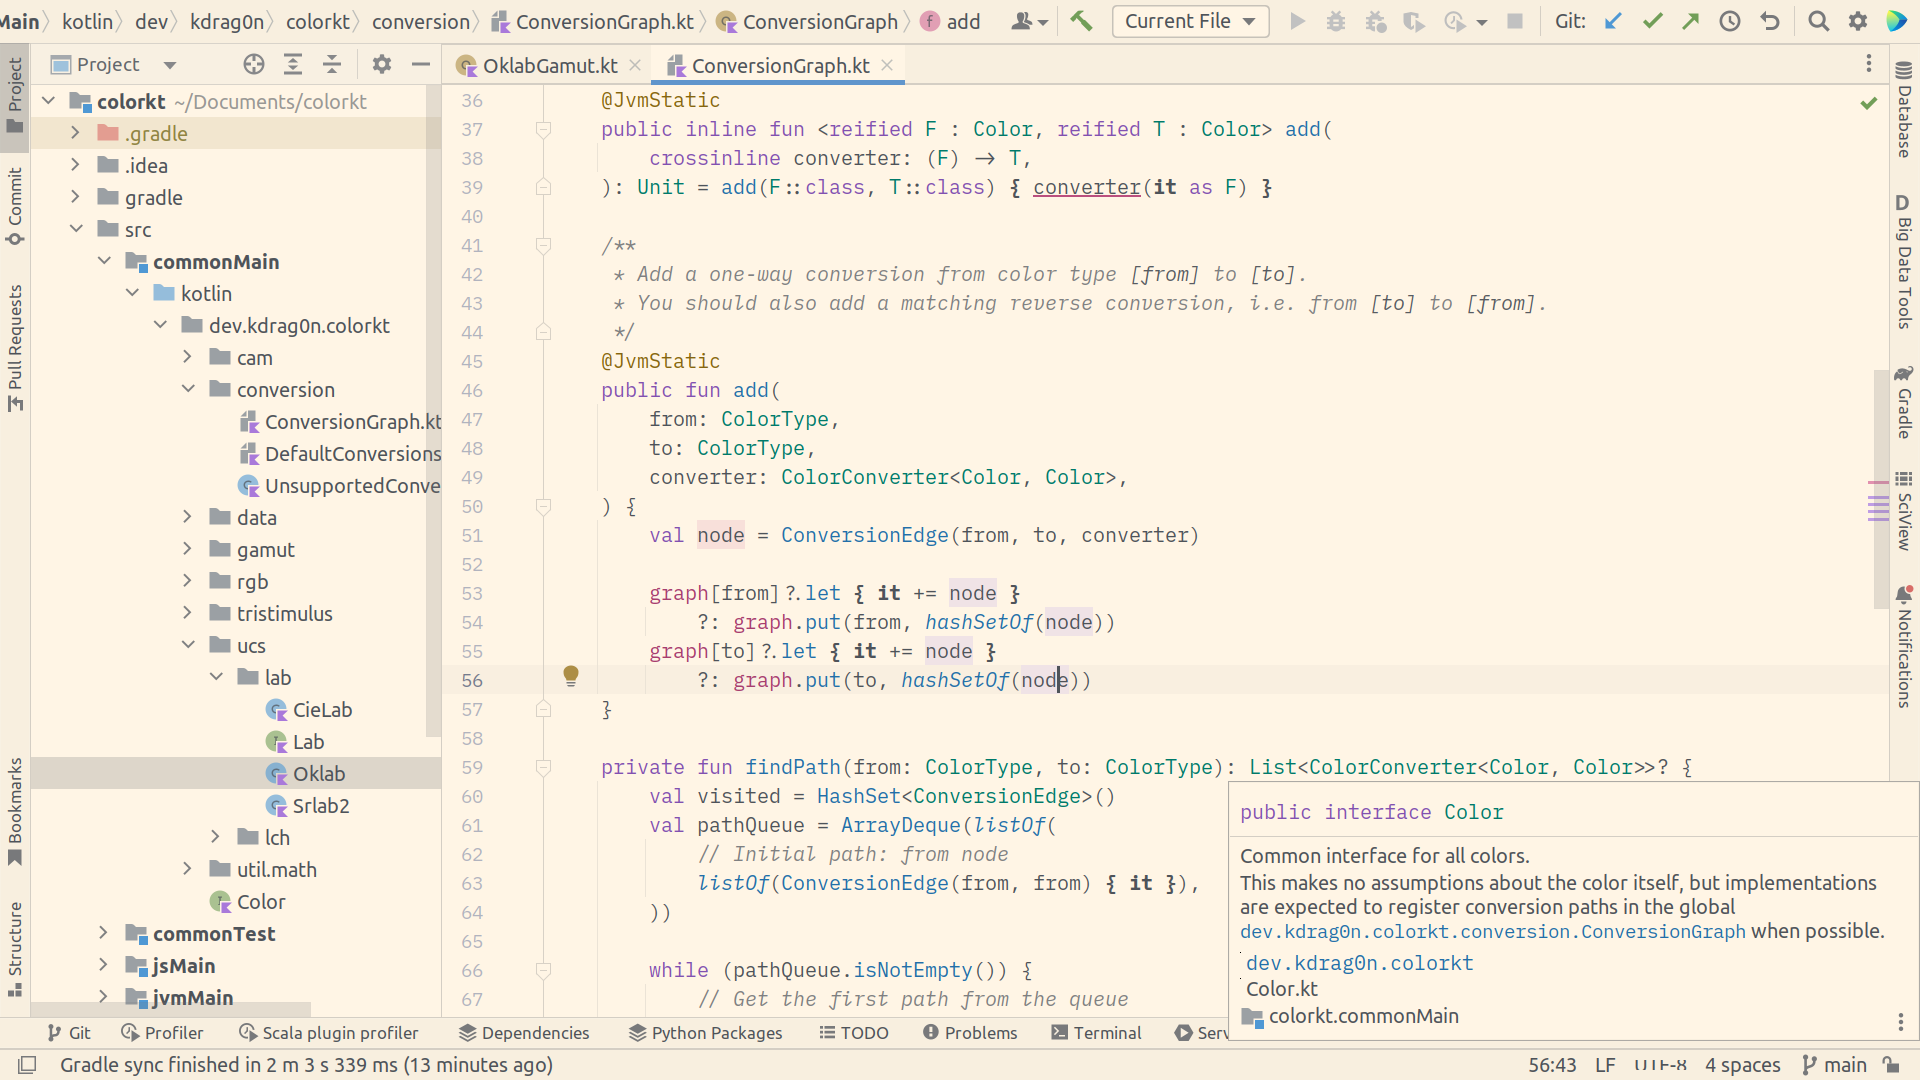 Main kotlin dev kdrag0n colorkt conversion ConversionGraph.kt ConversionGraph add Current File Git:
Project
OklabGamut.kt ConversionGraph.kt
Project
Commit
Pull Requests
Bookmarks
Structure
colorkt ~/Documents/colorkt
.gradle
.idea
gradle
src
commonMain
kotlin
dev.kdrag0n.colorkt
cam
conversion
ConversionGraph.kt
DefaultConversions
UnsupportedConve
data
gamut
rgb
tristimulus
ucs
lab
CieLab
Lab
Oklab
Srlab2
lch
util.math
Color
commonTest
jsMain
jvmMain
36 @JvmStatic
37 public inline fun <reified F : Color, reified T : Color> add(
38 crossinline converter: (F) → T,
39 ): Unit = add(F::class, T::class) { converter(it as F) }
40
41 /**
42 * Add a one-way conversion from color type [from] to [to].
43 * You should also add a matching reverse conversion, i.e. from [to] to [from].
44 */
45 @JvmStatic
46 public fun add(
47 from: ColorType,
48 to: ColorType,
49 converter: ColorConverter<Color, Color>,
50 ) {
51 val node = ConversionEdge(from, to, converter)
52
53 graph[from]?.let { it += node }
54 ?: graph.put(from, hashSetOf(node))
55 graph[to]?.let { it += node }
56 ?: graph.put(to, hashSetOf(node))
57 }
58
59 private fun findPath(from: ColorType, to: ColorType): List<ColorConverter<Color, Color>>? {
60 val visited = HashSet<ConversionEdge>()
61 val pathQueue = ArrayDeque(listOf(
62 // Initial path: from node
63 listOf(ConversionEdge(from, from) { it }),
64 ))
65
66 while (pathQueue.isNotEmpty()) {
67 // Get the first path from the queue
public interface Color
Common interface for all colors.
This makes no assumptions about the color itself, but implementations
are expected to register conversion paths in the global
dev.kdrag0n.colorkt.conversion.ConversionGraph when possible.
dev.kdrag0n.colorkt
Color.kt
colorkt.commonMain
Database
D Big Data Tools
Gradle
SciView
Notifications
Git Profiler Scala plugin profiler Dependencies Python Packages TODO Problems Terminal Serv
Gradle sync finished in 2 m 3 s 339 ms (13 minutes ago) 56:43 LF UTF-8 4 spaces main